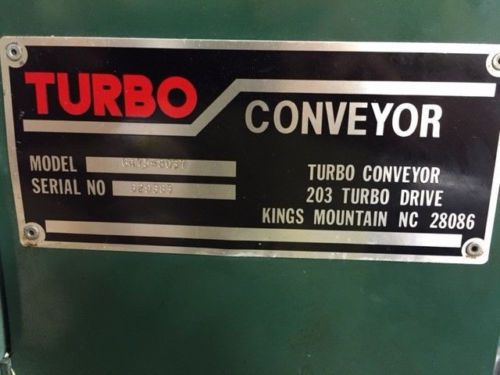 TURBO
CONVEYOR
MODEL
SERIAL NO
TURBO CONVEYOR
203 TURBO DRIVE
KINGS MOUNTAIN NC 28086